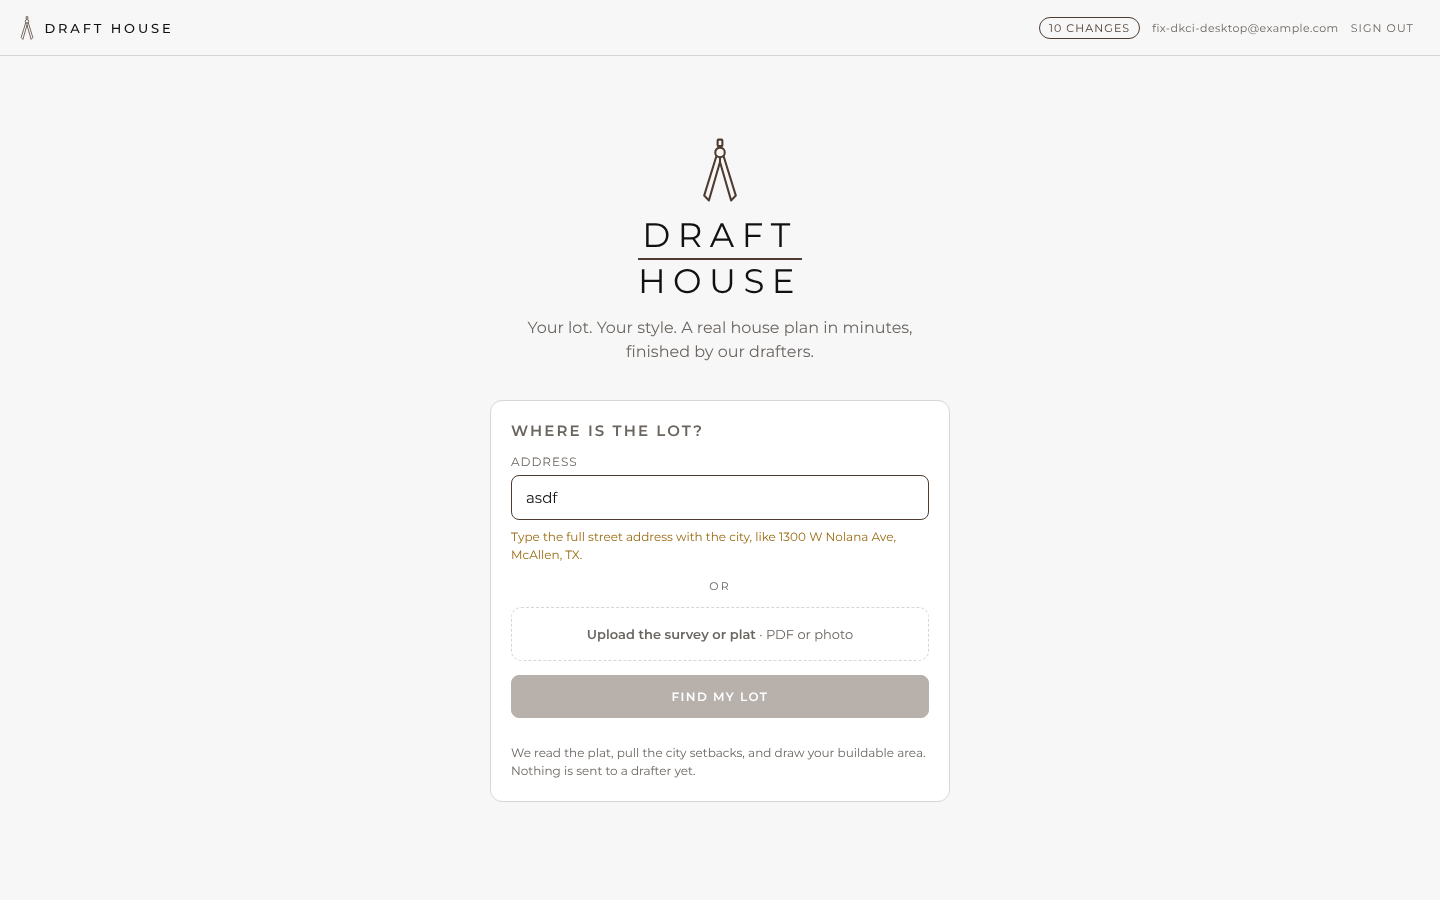 DRAFT HOUSE
10 CHANGES
fix-dkci-desktop@example.com
SIGN OUT
DRAFT
HOUSE
Your lot. Your style. A real house plan in minutes,
finished by our drafters.
WHERE IS THE LOT?
ADDRESS
asdf
Type the full street address with the city, like 1300 W Nolana Ave,
McAllen, TX.
OR
Upload the survey or plat · PDF or photo
FIND MY LOT
We read the plat, pull the city setbacks, and draw your buildable area.
Nothing is sent to a drafter yet.